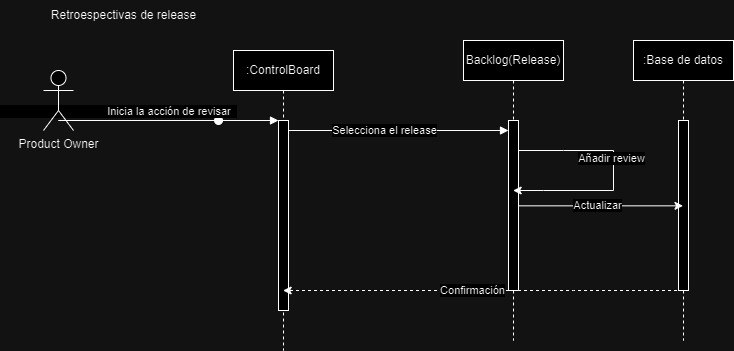 Retroespectivas de release
:ControlBoard
Backlog(Release)
:Base de datos
Inicia la acción de revisar
Product Owner
Selecciona el release
Añadir review
Actualizar
Confirmación